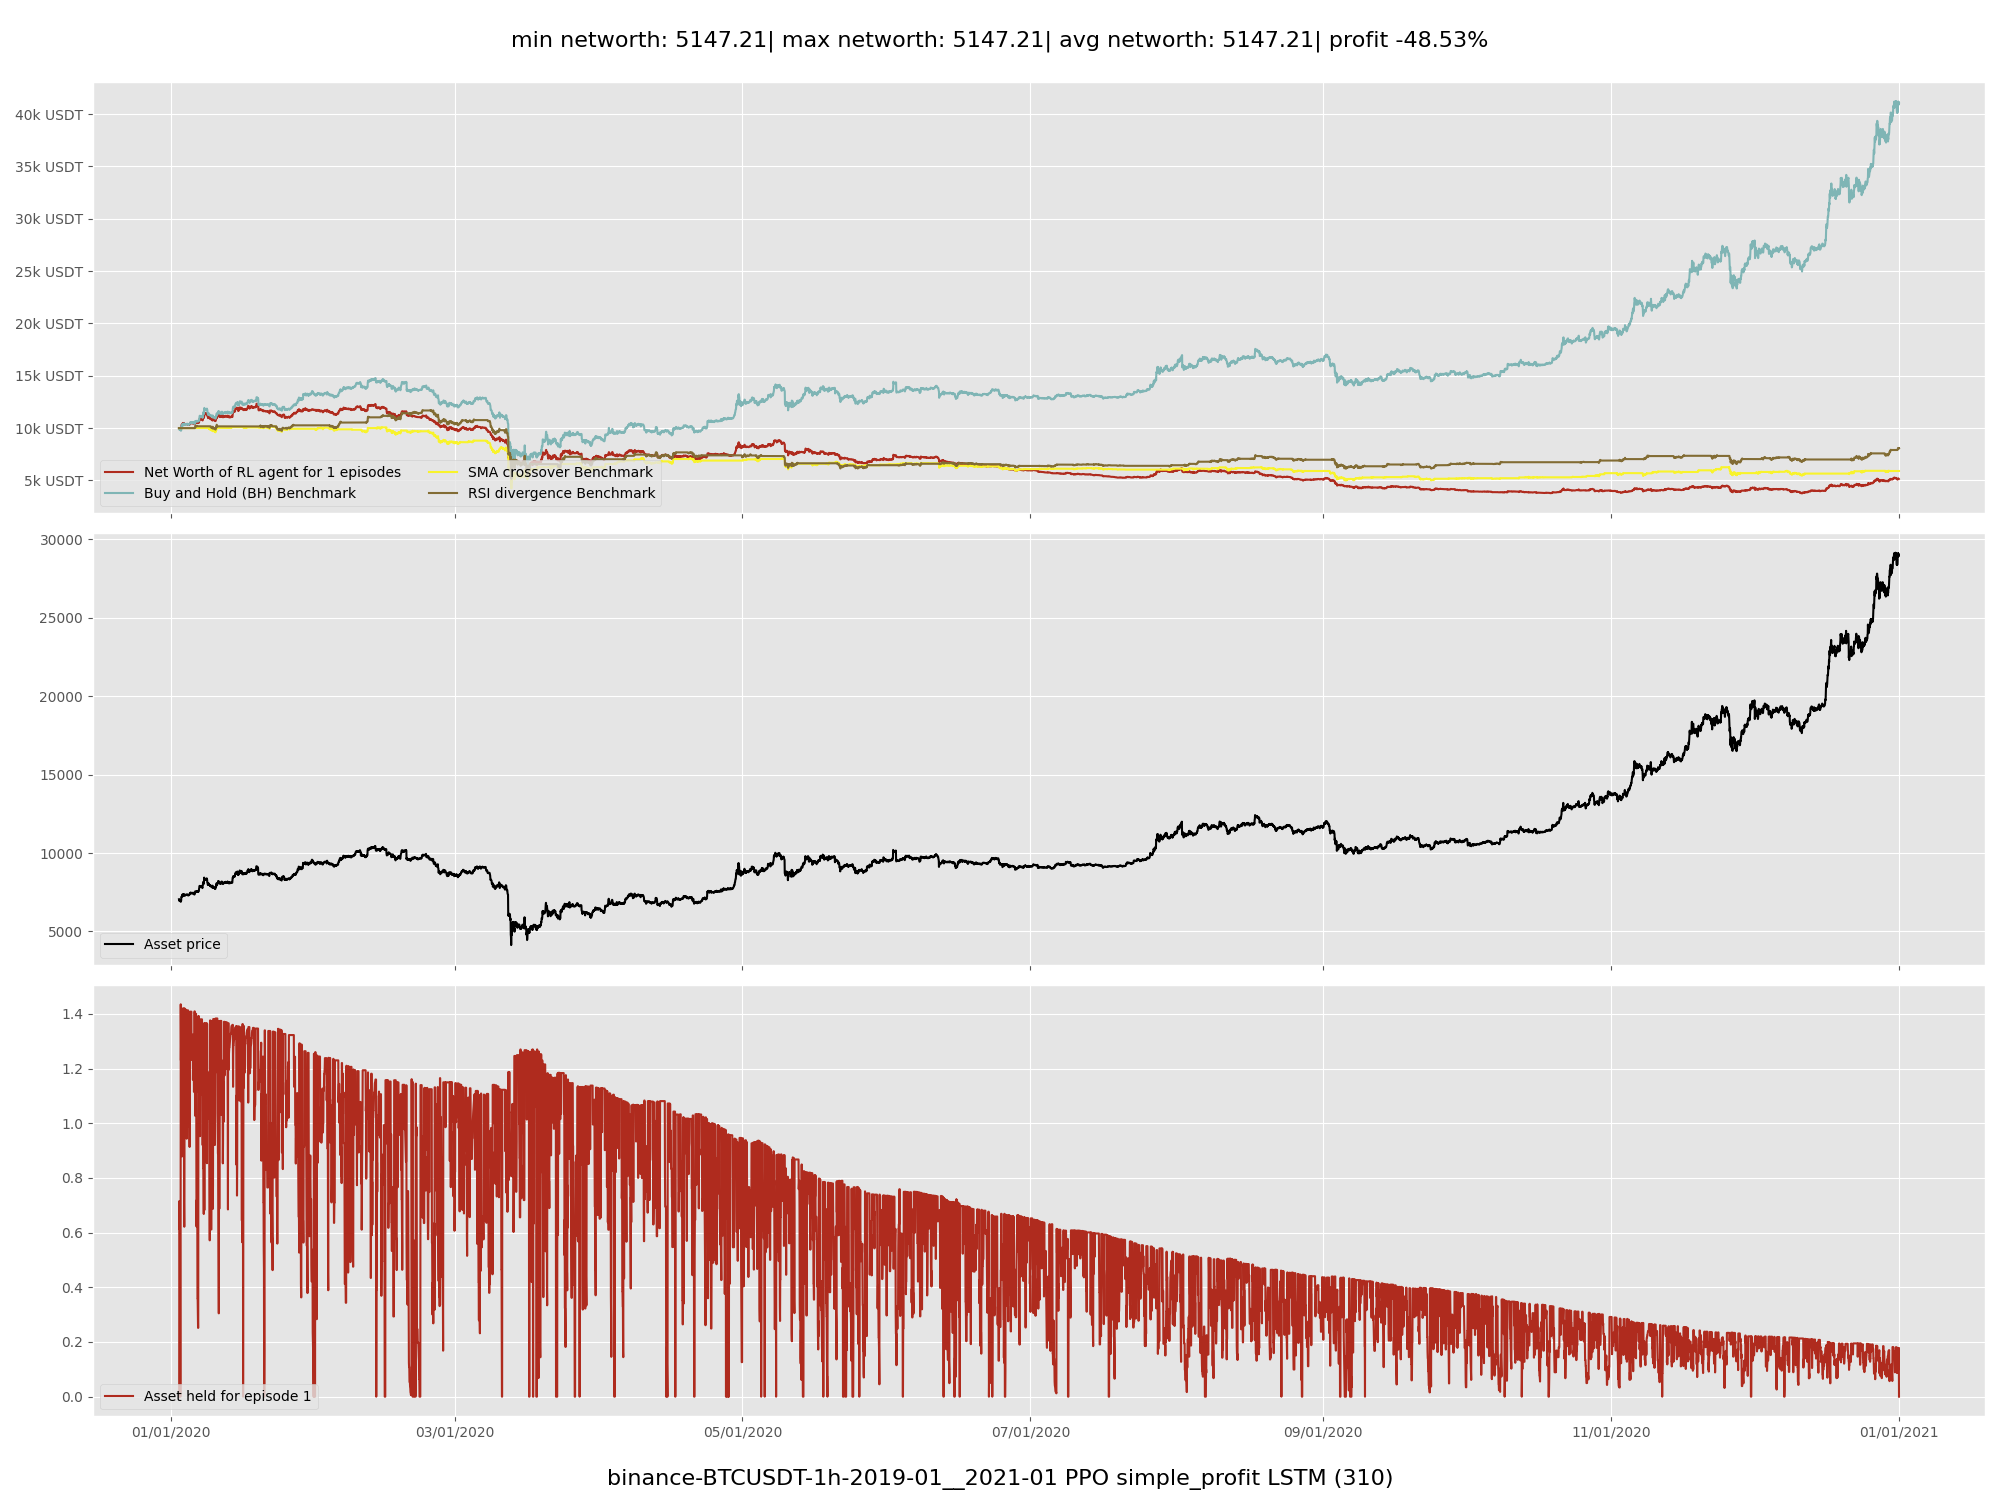 min networth: 5147.21| max networth: 5147.21| avg networth: 5147.21| profit -48.53%
40k USDT
35k USDT
30k USDT
25k USDT
20k USDT
15k USDT
10k USDT
5k USDT
Net Worth of RL agent for 1 episodes
Buy and Hold (BH) Benchmark
SMA crossover Benchmark
RSI divergence Benchmark
30000
25000
20000
15000
10000
5000
Asset price
1.4
1.2
1.0
0.8
0.6
0.4
0.2
0.0
Asset held for episode 1
01/01/2020 03/01/2020 05/01/2020 07/01/2020 09/01/2020 11/01/2020 01/01/2021
binance-BTCUSDT-1h-2019-01__2021-01 PPO simple_profit LSTM (310)